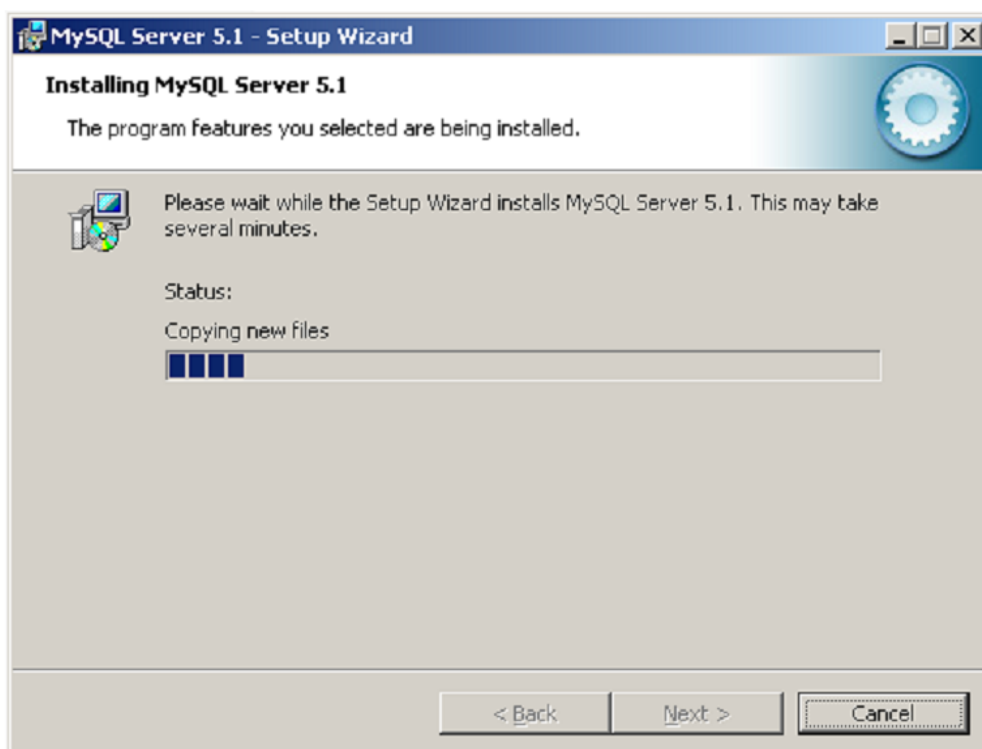 MySQL Server 5.1 - Setup Wizard
Installing MySQL Server 5.1
The program features you selected are being installed.
Please wait while the Setup Wizard installs MySQL Server 5.1. This may take
several minutes.
Status:
Copying new files
< Back Next > Cancel